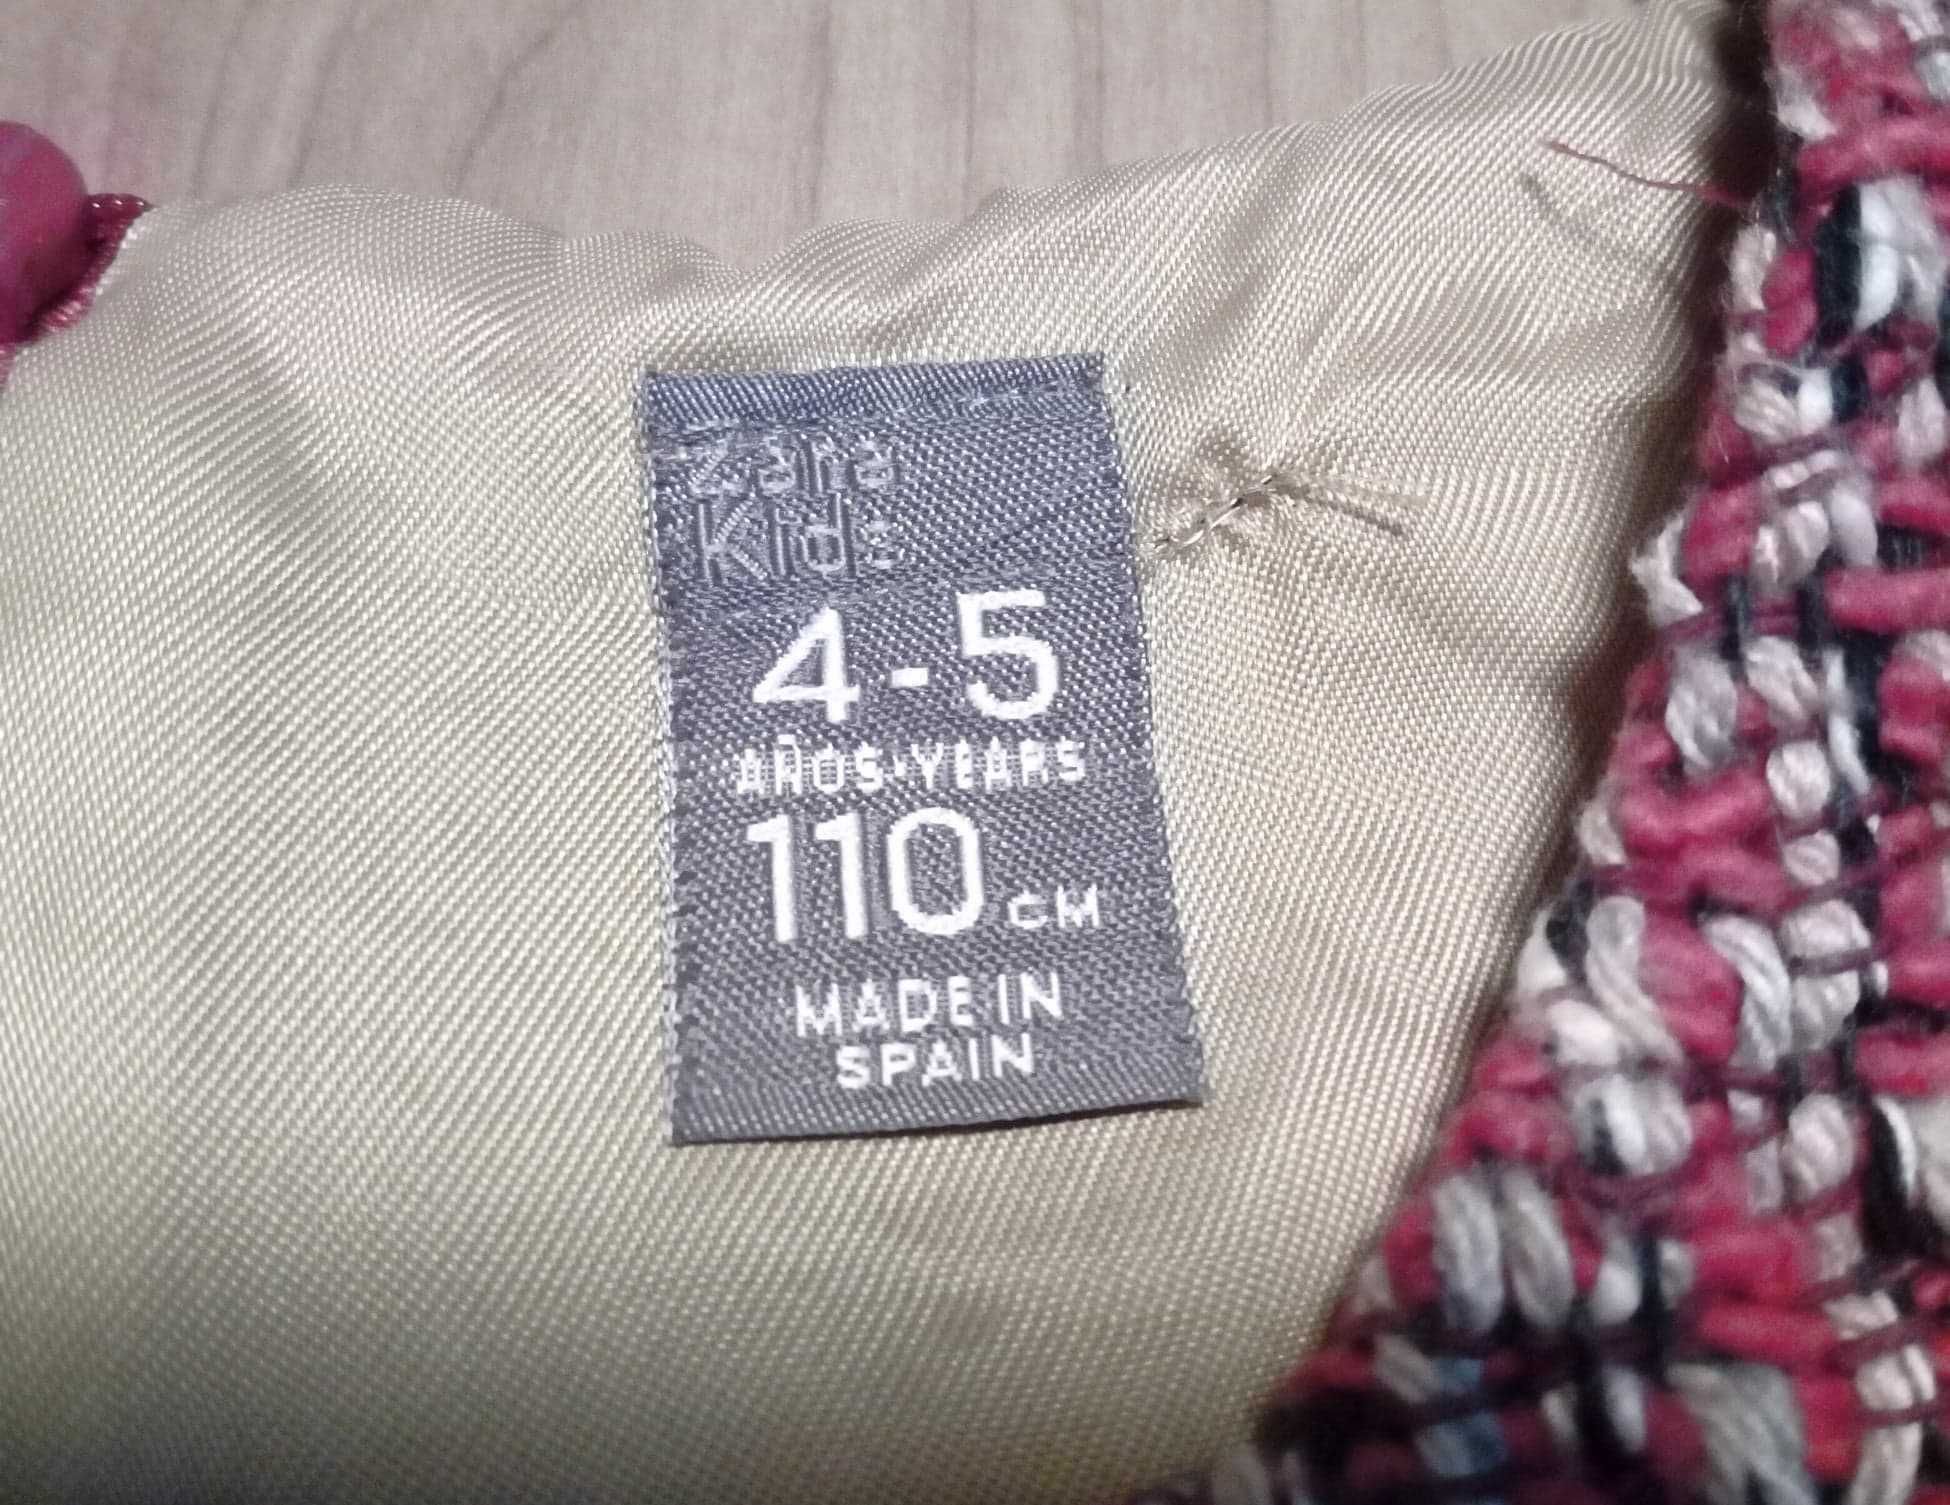 Zara
Kids
4-5
AÑOS·YEARS
110 CM
MADE IN
SPAIN